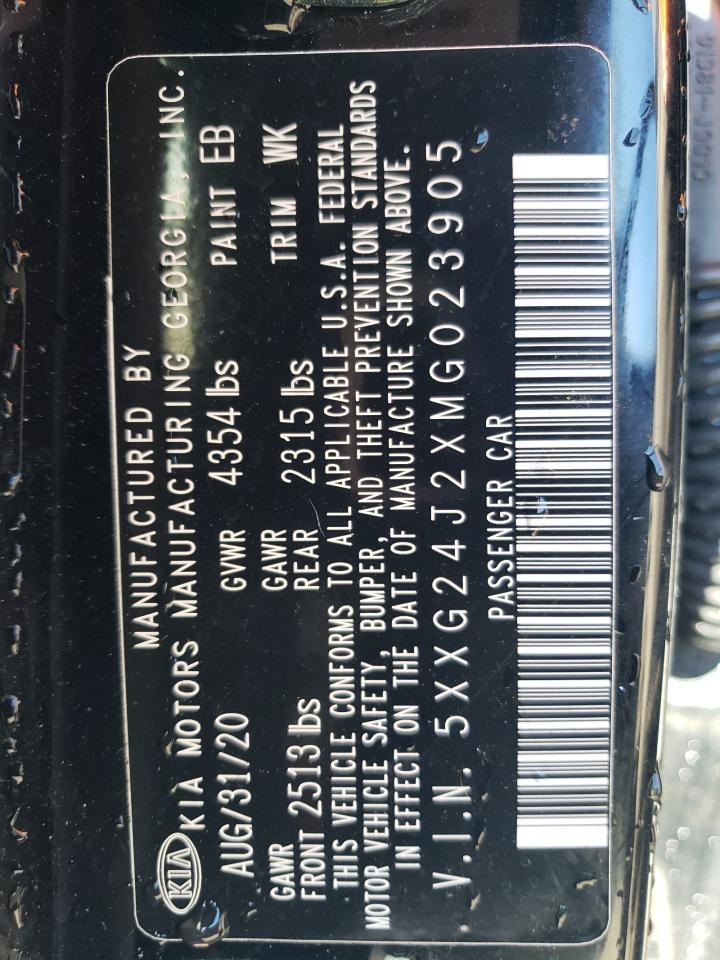 MANUFACTURED BY
KIA KIA MOTORS MANUFACTURING GEORGIA, INC.
AUG/31/20 GVWR 4354 lbs PAINT EB
GAWR FRONT 2513 lbs GAWR REAR 2315 lbs TRIM WK
THIS VEHICLE CONFORMS TO ALL APPLICABLE U.S.A. FEDERAL
MOTOR VEHICLE SAFETY, BUMPER, AND THEFT PREVENTION STANDARDS
IN EFFECT ON THE DATE OF MANUFACTURE SHOWN ABOVE.
V.I.N. 5XXG24J2XMG023905
PASSENGER CAR